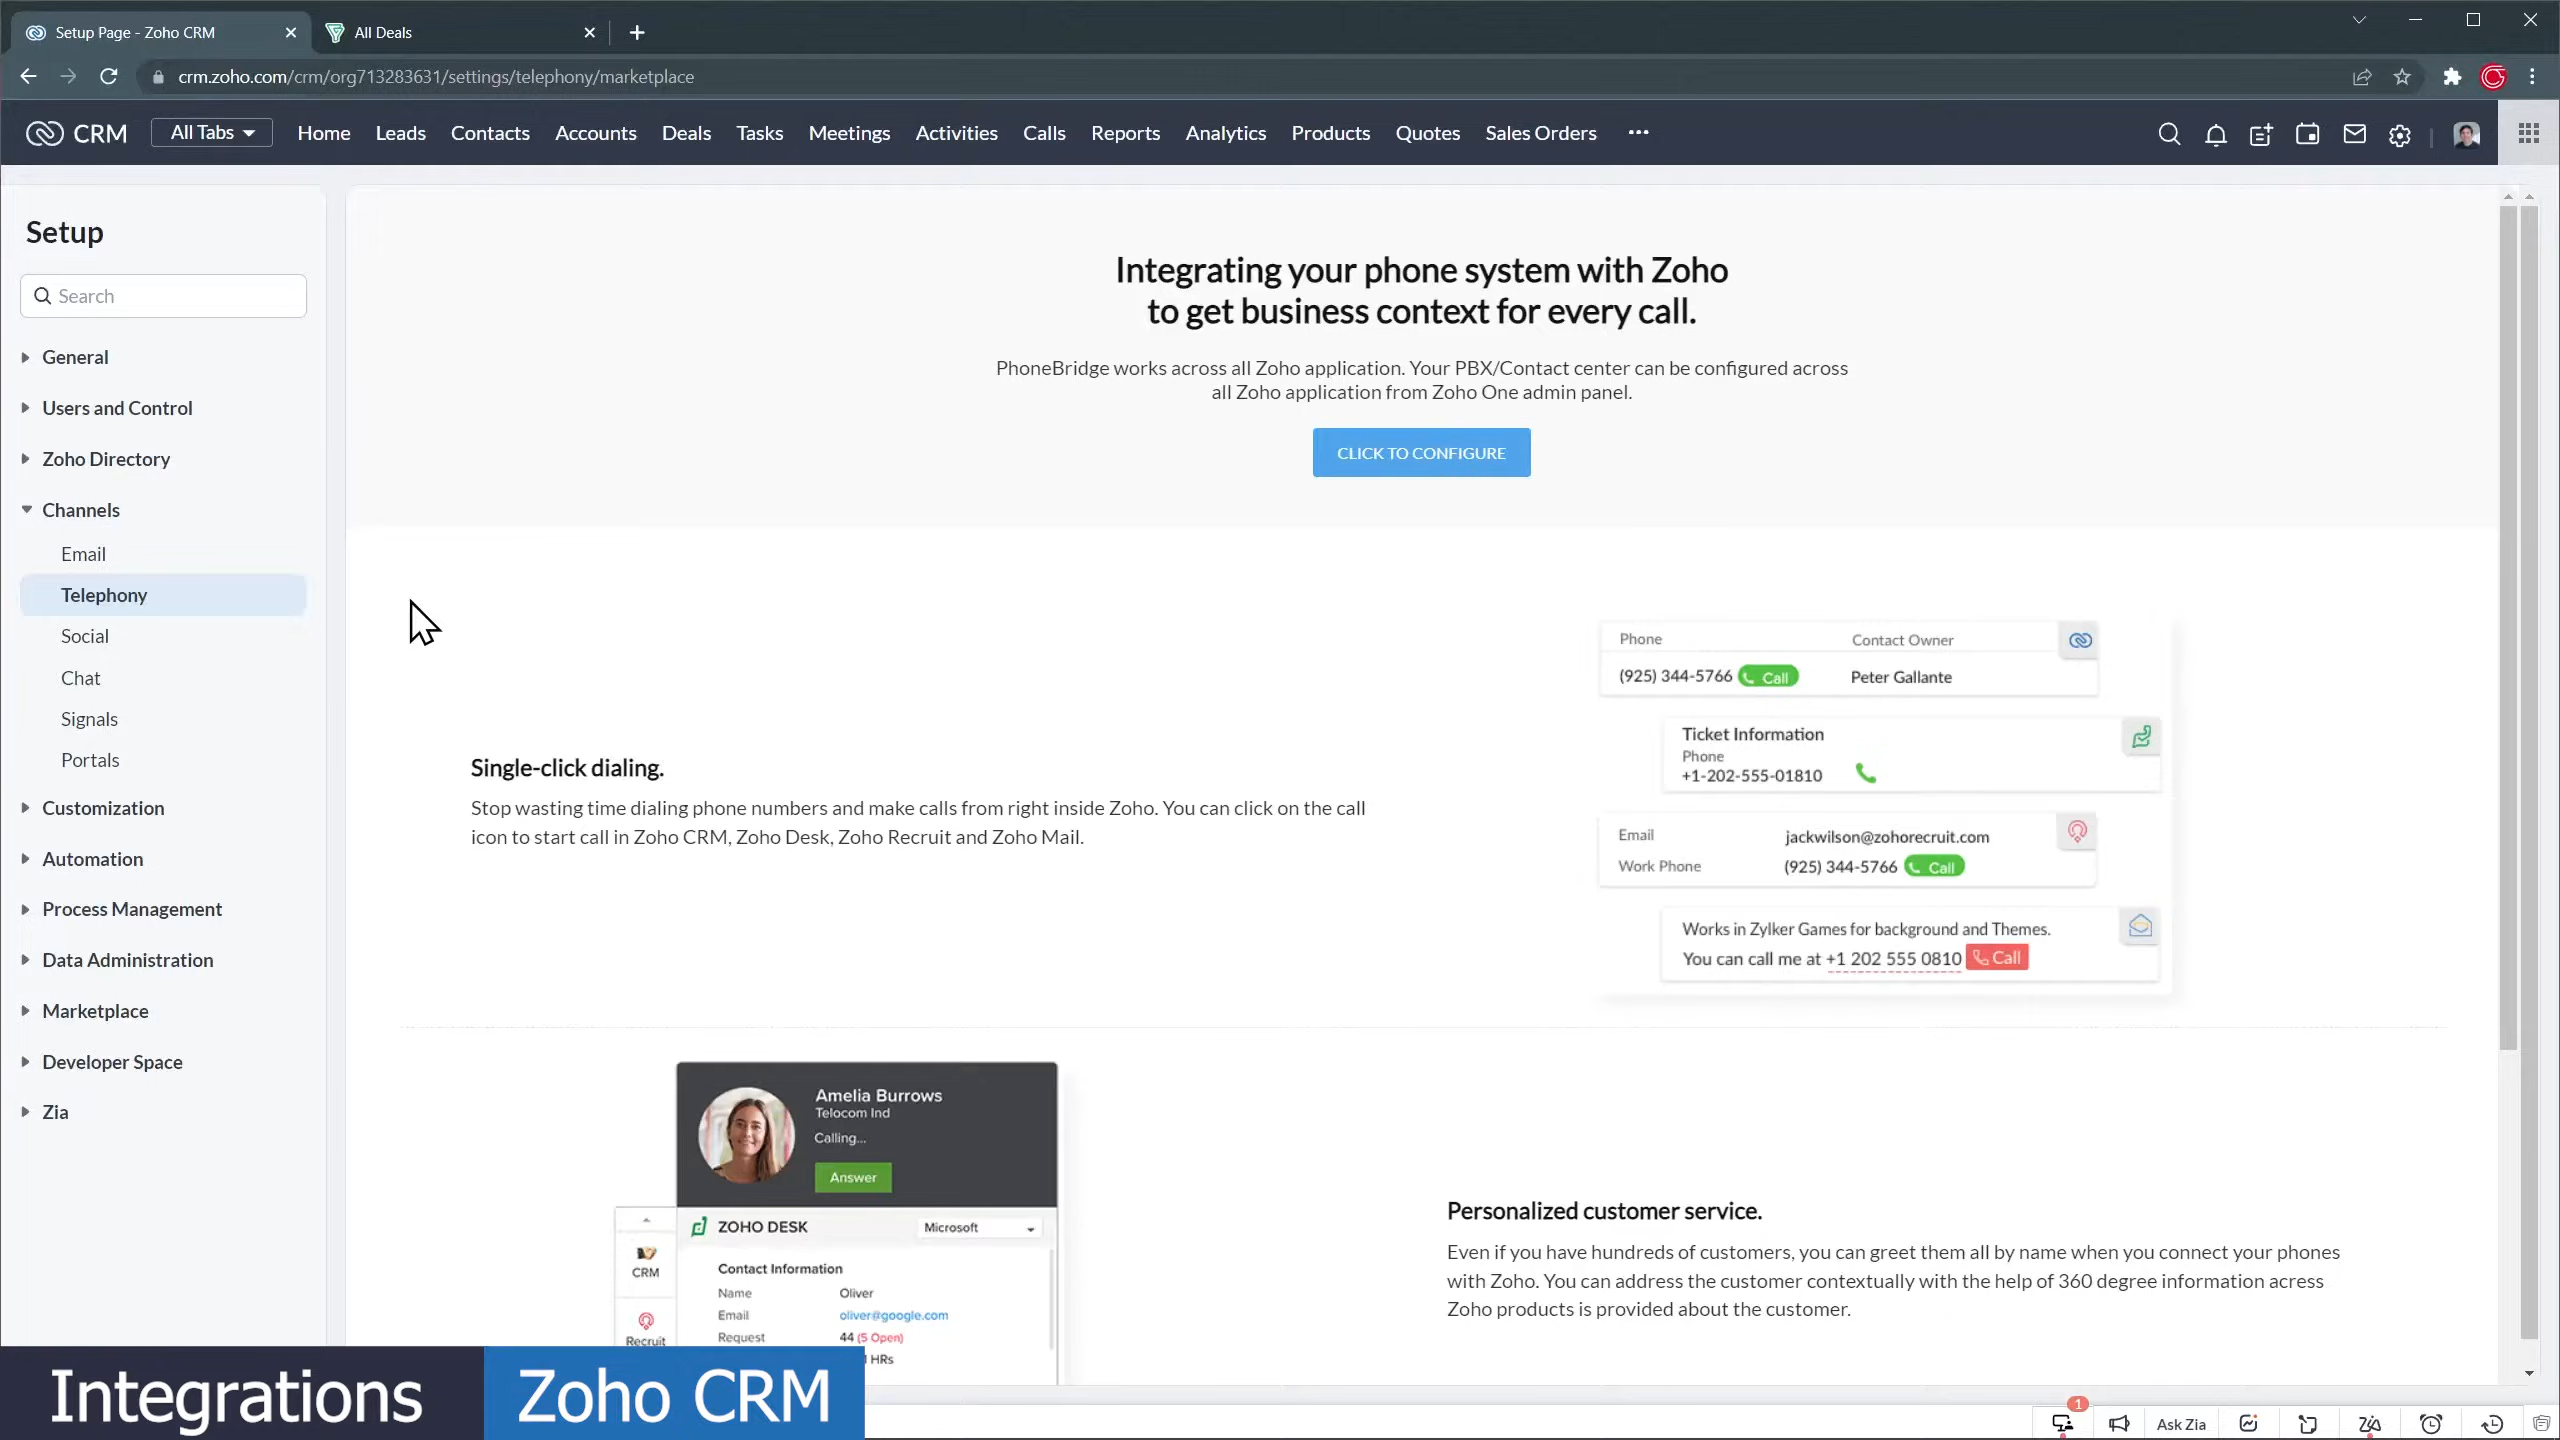 Setup Page - Zoho CRM
All Deals
crm.zoho.com/crm/org713283631/settings/telephony/marketplace
CRM
All Tabs
Home
Leads
Contacts
Accounts
Deals
Tasks
Meetings
Activities
Calls
Reports
Analytics
Products
Quotes
Sales Orders
Setup
Search
General
Users and Control
Zoho Directory
Channels
Email
Telephony
Social
Chat
Signals
Portals
Customization
Automation
Process Management
Data Administration
Marketplace
Developer Space
Zia
Integrating your phone system with Zoho
to get business context for every call.
PhoneBridge works across all Zoho application. Your PBX/Contact center can be configured across
all Zoho application from Zoho One admin panel.
CLICK TO CONFIGURE
Single-click dialing.
Stop wasting time dialing phone numbers and make calls from right inside Zoho. You can click on the call
icon to start call in Zoho CRM, Zoho Desk, Zoho Recruit and Zoho Mail.
Phone
Contact Owner
(925) 344-5766
Call
Peter Gallante
Ticket Information
Phone
+1-202-555-01810
Email
jackwilson@zohorecruit.com
Work Phone
(925) 344-5766
Call
Works in Zylker Games for background and Themes.
You can call me at +1 202 555 0810
Call
Amelia Burrows
Telocom Ind
Calling...
Answer
ZOHO DESK
Microsoft
CRM
Recruit
Contact Information
Name
Oliver
Email
oliver@google.com
Request
44 (5 Open)
HRs
Personalized customer service.
Even if you have hundreds of customers, you can greet them all by name when you connect your phones
with Zoho. You can address the customer contextually with the help of 360 degree information acress
Zoho products is provided about the customer.
Integrations
Zoho CRM
1
Ask Zia